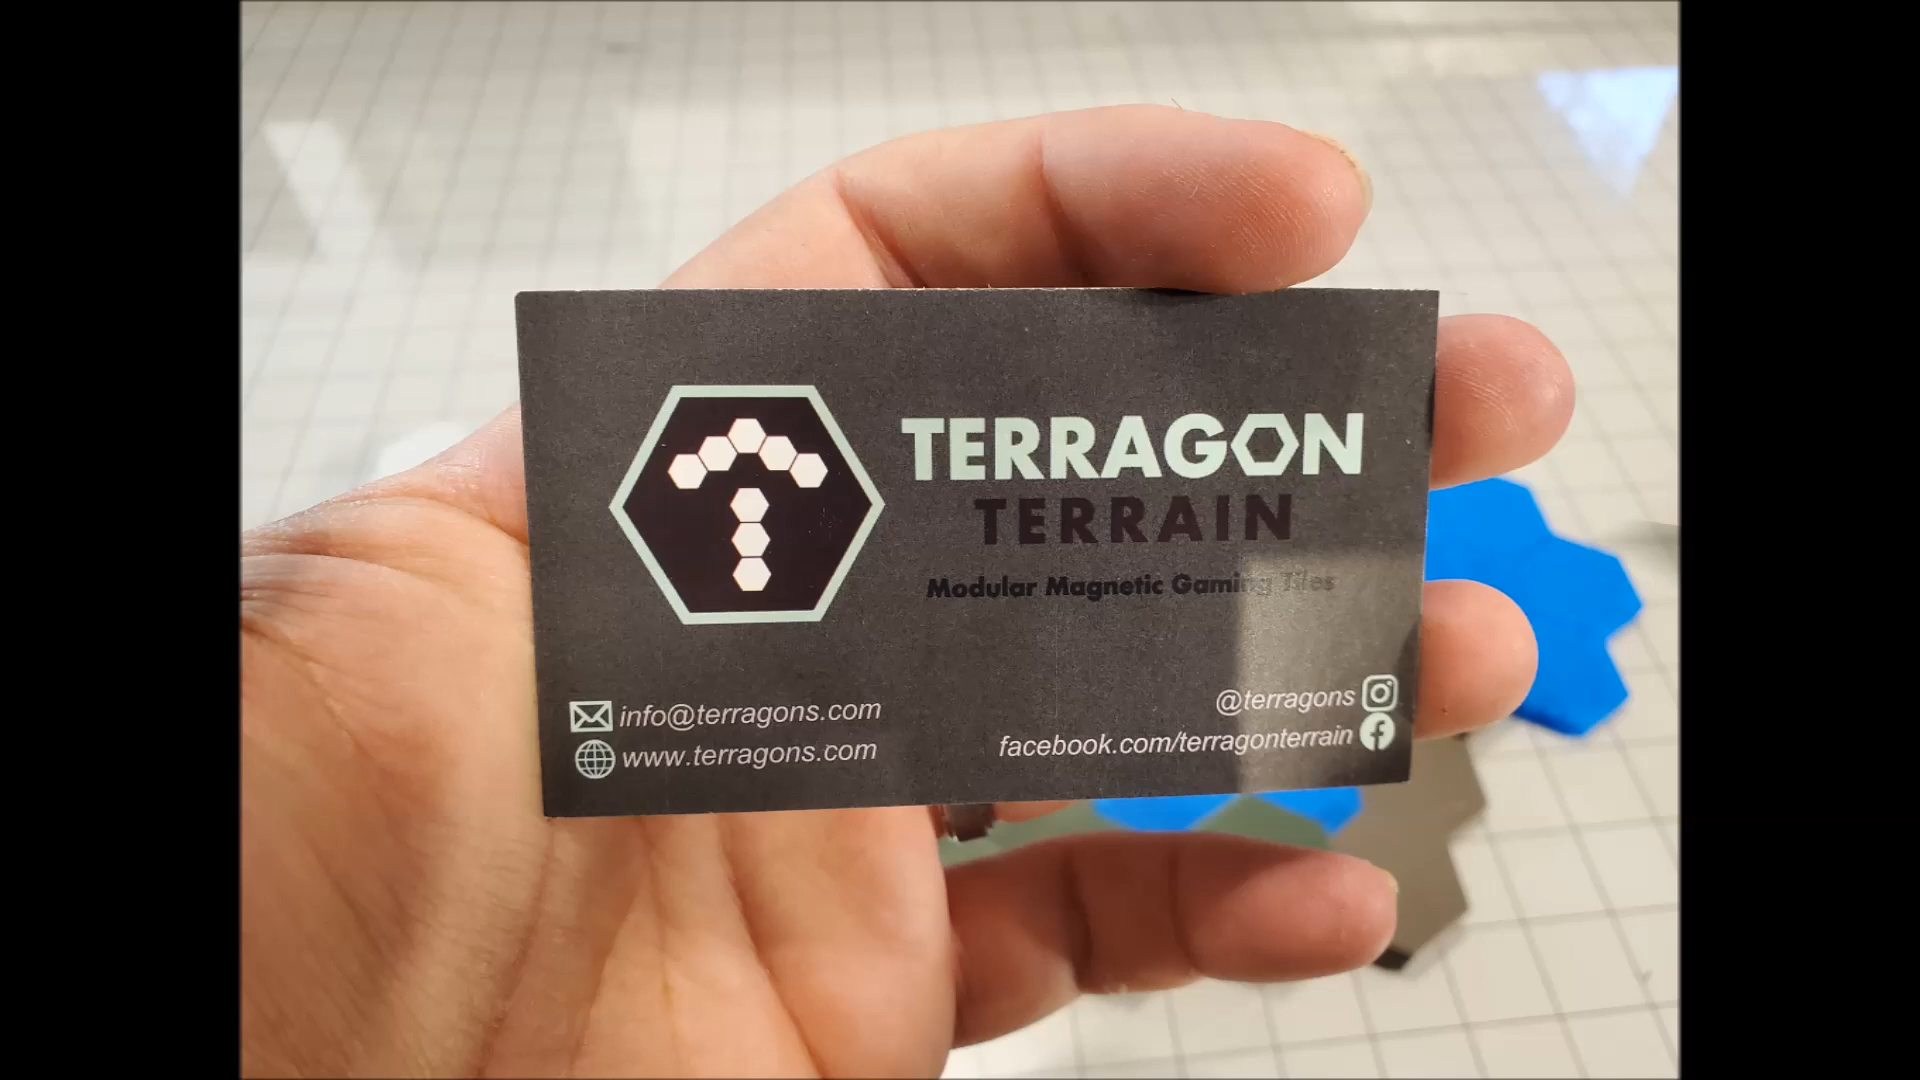 TERRAGON
TERRAIN
Modular Magnetic Gaming Tiles
info@terragons.com
www.terragons.com
@terragons
facebook.com/terragonterrain